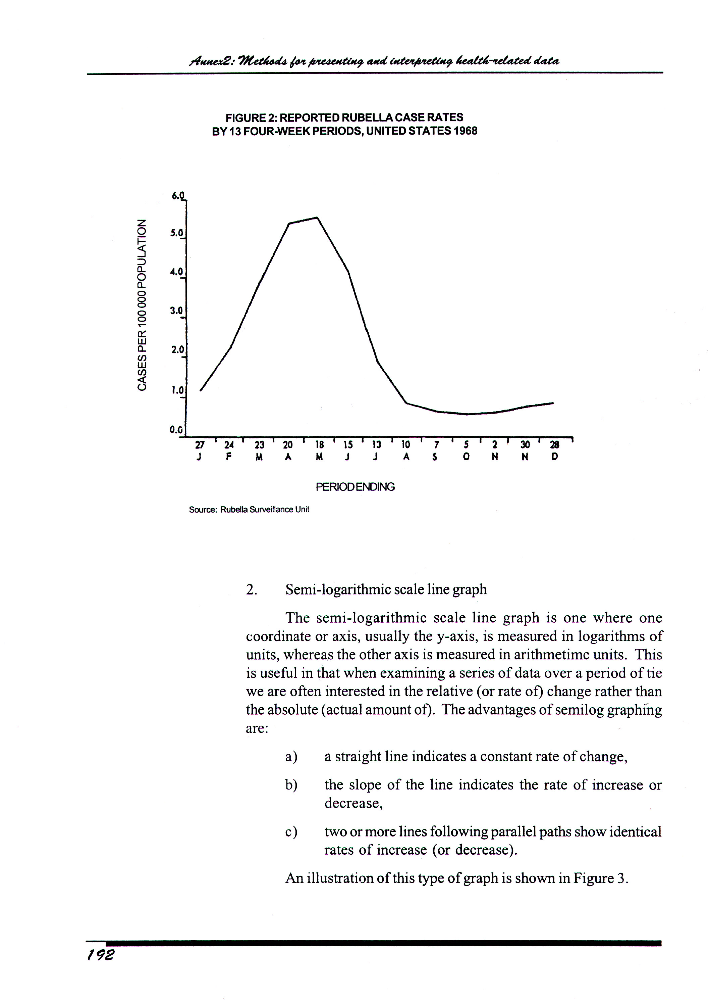 Annex2: Methods for presenting and interpreting health-related data
FIGURE 2: REPORTED RUBELLA CASE RATES
BY 13 FOUR-WEEK PERIODS, UNITED STATES 1968
CASES PER 100 000 POPULATION
6.0
5.0
4.0
3.0
2.0
1.0
0.0
27 24 23 20 18 15 13 10 7 5 2 30 28
J F M A M J J A S O N N D
PERIOD ENDING
Source: Rubella Surveillance Unit
2. Semi-logarithmic scale line graph
The semi-logarithmic scale line graph is one where one
coordinate or axis, usually the y-axis, is measured in logarithms of
units, whereas the other axis is measured in arithmetimc units. This
is useful in that when examining a series of data over a period of tie
we are often interested in the relative (or rate of) change rather than
the absolute (actual amount of). The advantages of semilog graphing
are:
a) a straight line indicates a constant rate of change,
b) the slope of the line indicates the rate of increase or
decrease,
c) two or more lines following parallel paths show identical
rates of increase (or decrease).
An illustration of this type of graph is shown in Figure 3.
192